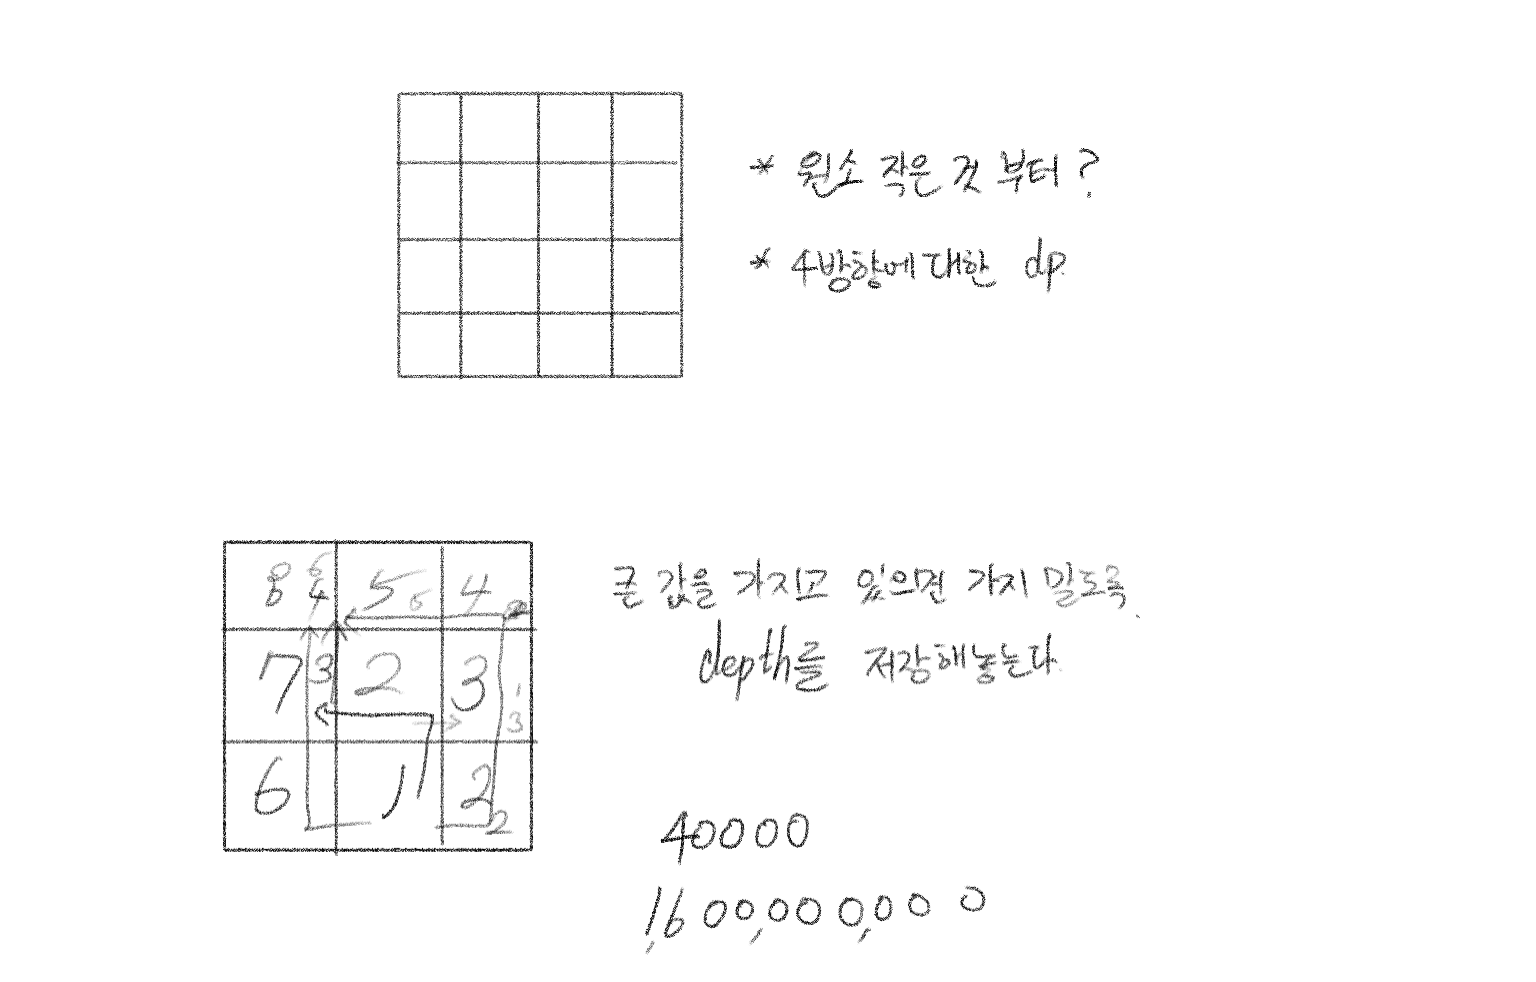 * 원소 작은 것 부터?
* 4방향에 대한 dp.
8 6 4 5 6 4
7 3 2 3 3
6 1 2 2
큰 값을 가지고 있으면 가지 말도록.
depth를 저장해놓는다
40000
1,600,000,000